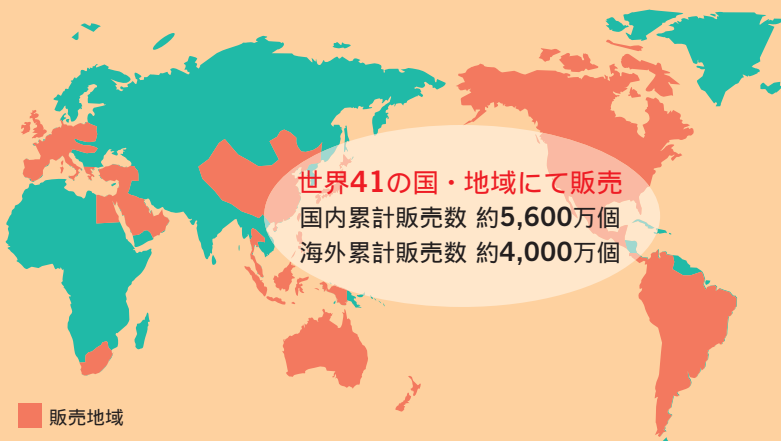 世界41の国・地域にて販売
国内累計販売数 約5,600万個
海外累計販売数 約4,000万個
販売地域